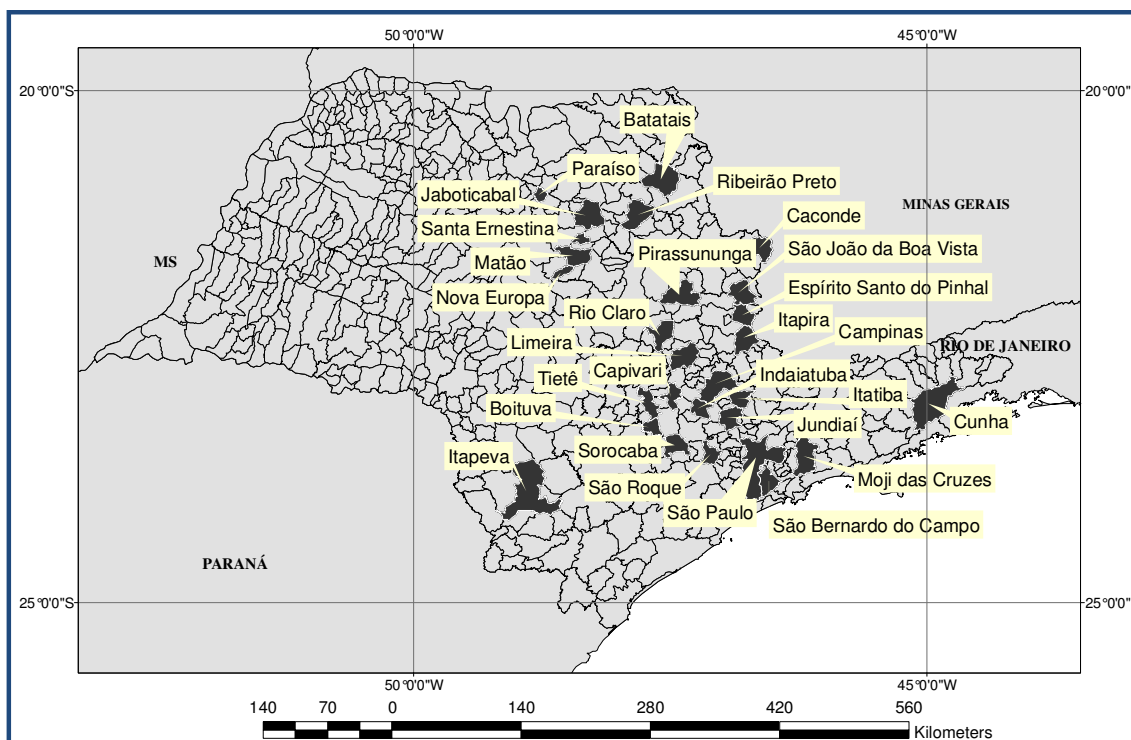 50°0'0"W 45°0'0"W
20°0'0"S 20°0'0"S
Batatais
Paraíso
Ribeirão Preto
Jaboticabal
MINAS GERAIS
Caconde
Santa Ernestina
São João da Boa Vista
Pirassununga
MS
Matão
Espírito Santo do Pinhal
Nova Europa
Rio Claro
Itapira
Campinas
Limeira
RIO DE JANEIRO
Capivari
Indaiatuba
Tietê
Itatiba
Boituva
Cunha
Jundiaí
Sorocaba
Itapeva
Moji das Cruzes
São Roque
São Paulo
São Bernardo do Campo
PARANÁ
25°0'0"S 25°0'0"S
50°0'0"W 45°0'0"W
140 70 0 140 280 420 560
Kilometers